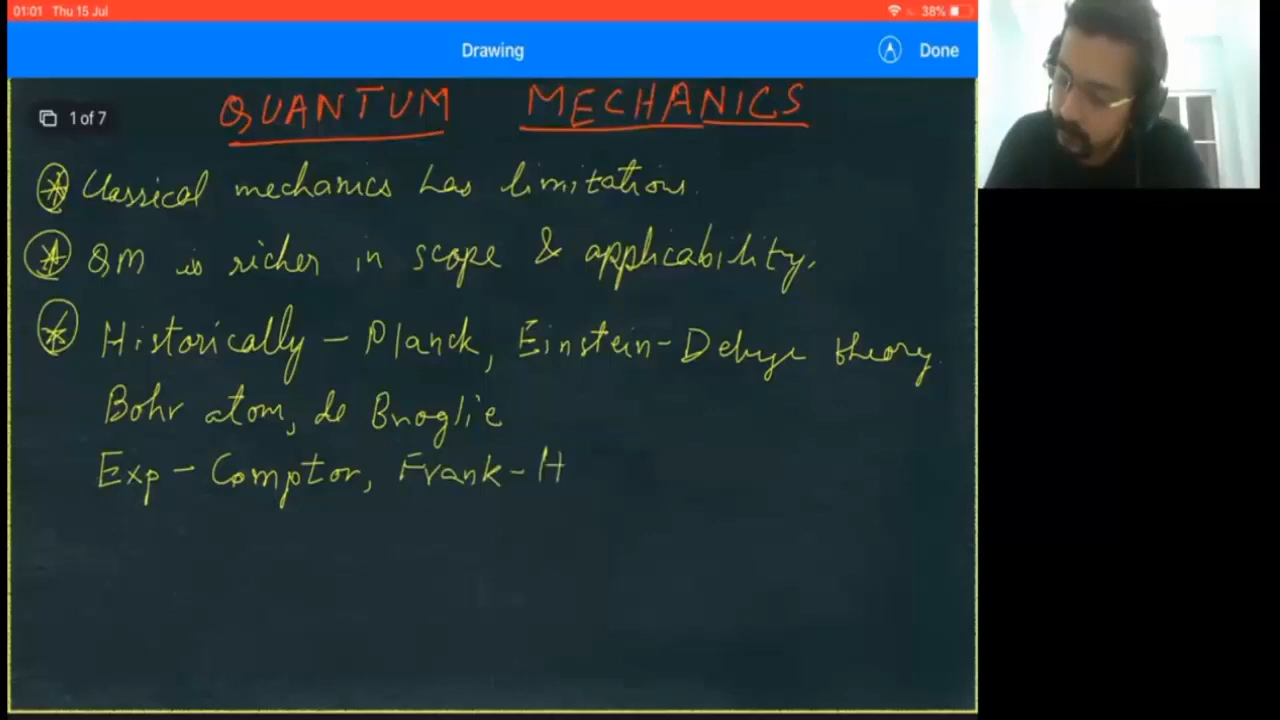 01:01 Thu 15 Jul 38%
Drawing Done
1 of 7
QUANTUM MECHANICS
Classical mechanics has limitations.
QM is richer in scope & applicability.
Historically - Planck, Einstein-Debye theory.
Bohr atom, de Broglie
Exp - Compton, Frank-H